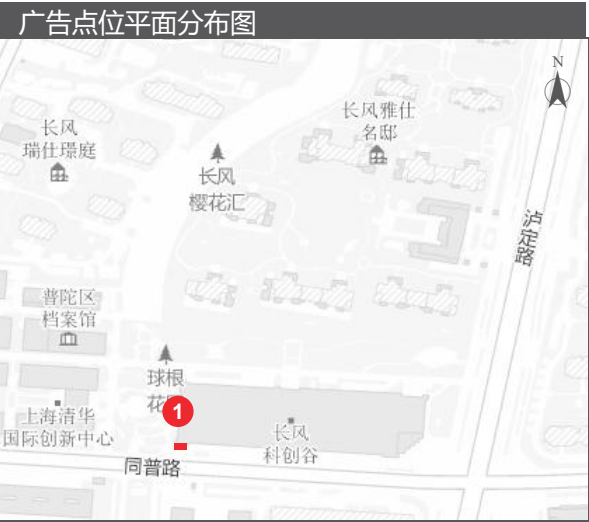 广告点位平面分布图
N
长风雅仕
名邸
长风
瑞仕璟庭
长风
樱花汇
泸定路
普陀区
档案馆
球根
花
1
上海清华
国际创新中心
长风
科创谷
同普路